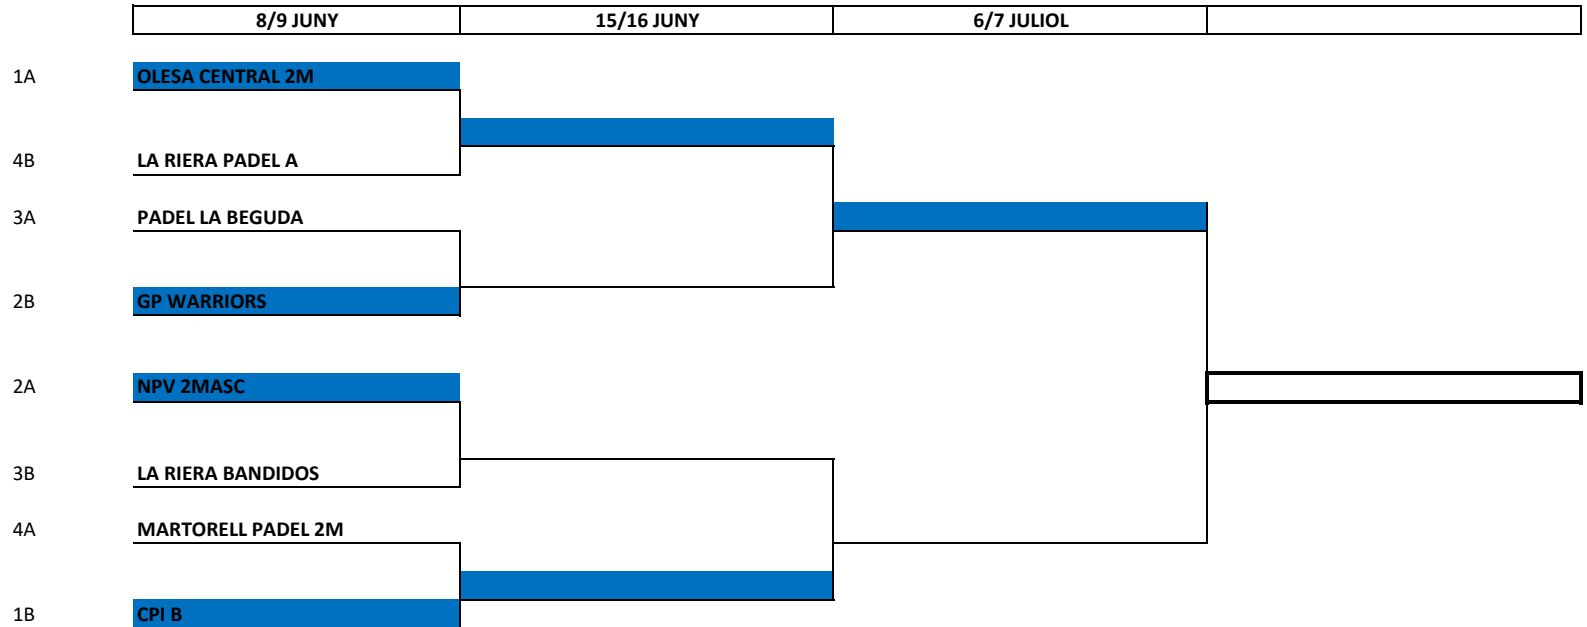 8/9 JUNY 15/16 JUNY 6/7 JULIOL
1A OLESA CENTRAL 2M
4B LA RIERA PADEL A
3A PADEL LA BEGUDA
2B GP WARRIORS
2A NPV 2MASC
3B LA RIERA BANDIDOS
4A MARTORELL PADEL 2M
1B CPI B